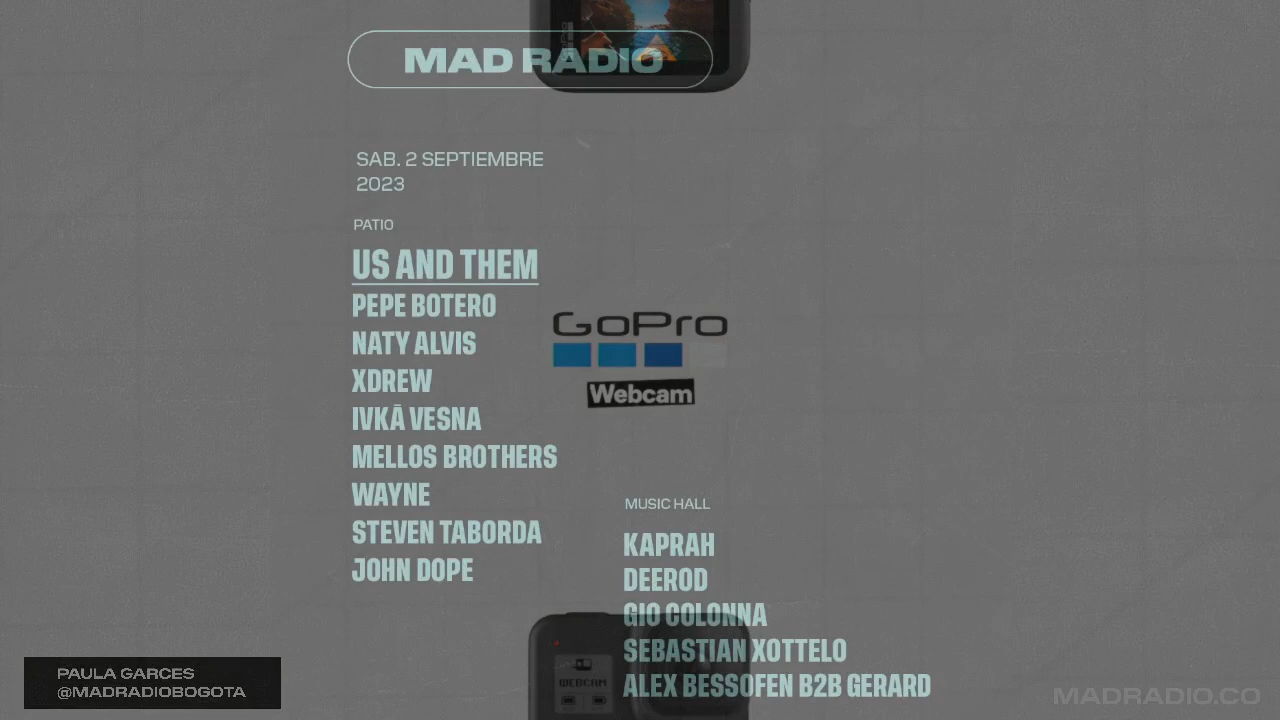 MAD RADIO
SAB. 2 SEPTIEMBRE
2023
PATIO
US AND THEM
PEPE BOTERO
NATY ALVIS
XDREW
IVKÃ VESNA
MELLOS BROTHERS
WAYNE
STEVEN TABORDA
JOHN DOPE
GoPro
Webcam
MUSIC HALL
KAPRAH
DEEROD
GIO COLONNA
SEBASTIAN XOTTELO
ALEX BESSOFEN B2B GERARD
WEBCAM
PAULA GARCES
@MADRADIOBOGOTA
MADRADIO.CO